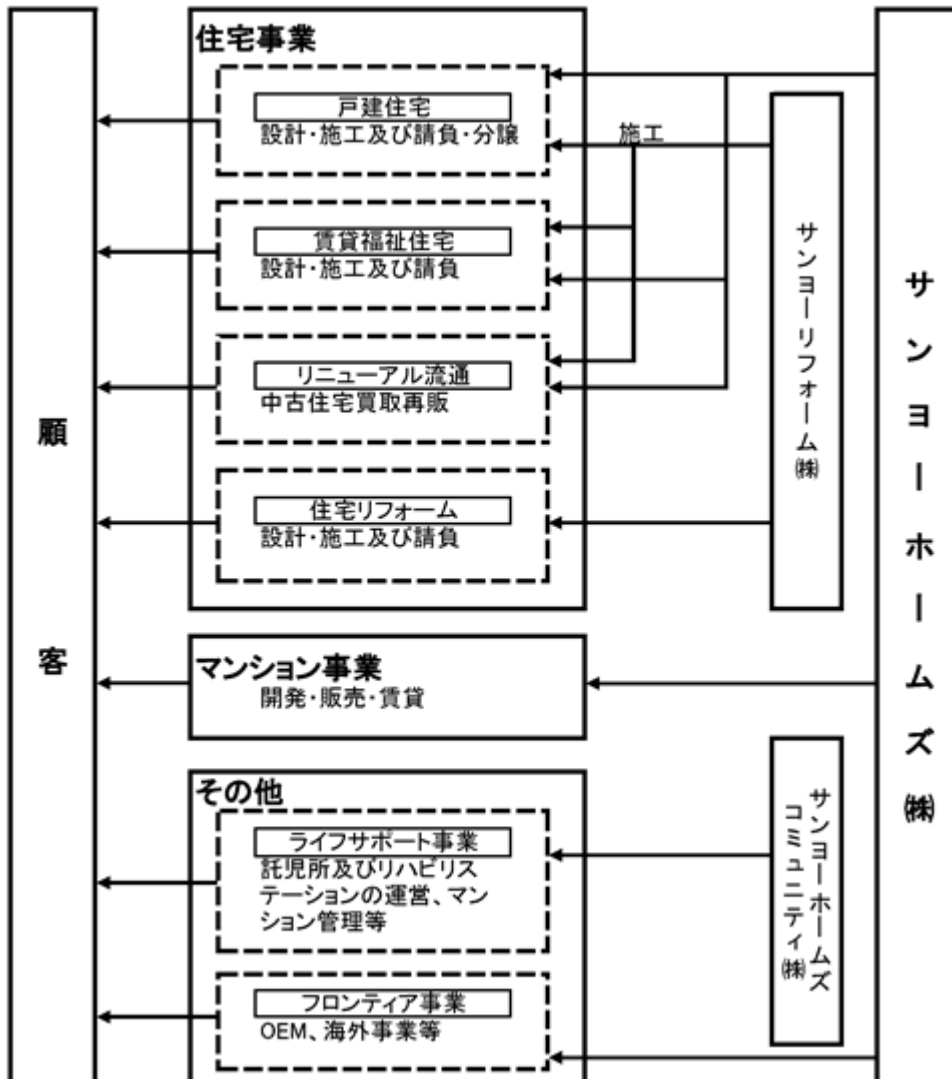 住宅事業
戸建住宅
設計・施工及び請負・分譲
賃貸福祉住宅
設計・施工及び請負
リニューアル流通
中古住宅買取再販
住宅リフォーム
設計・施工及び請負
施工
サンヨーリフォーム㈱
サンヨーホームズ㈱
顧客
マンション事業
開発・販売・賃貸
その他
ライフサポート事業
託児所及びリハビリス
テーションの運営、マン
ション管理等
フロンティア事業
OEM、海外事業等
サンヨーホームズ
コミュニティ㈱